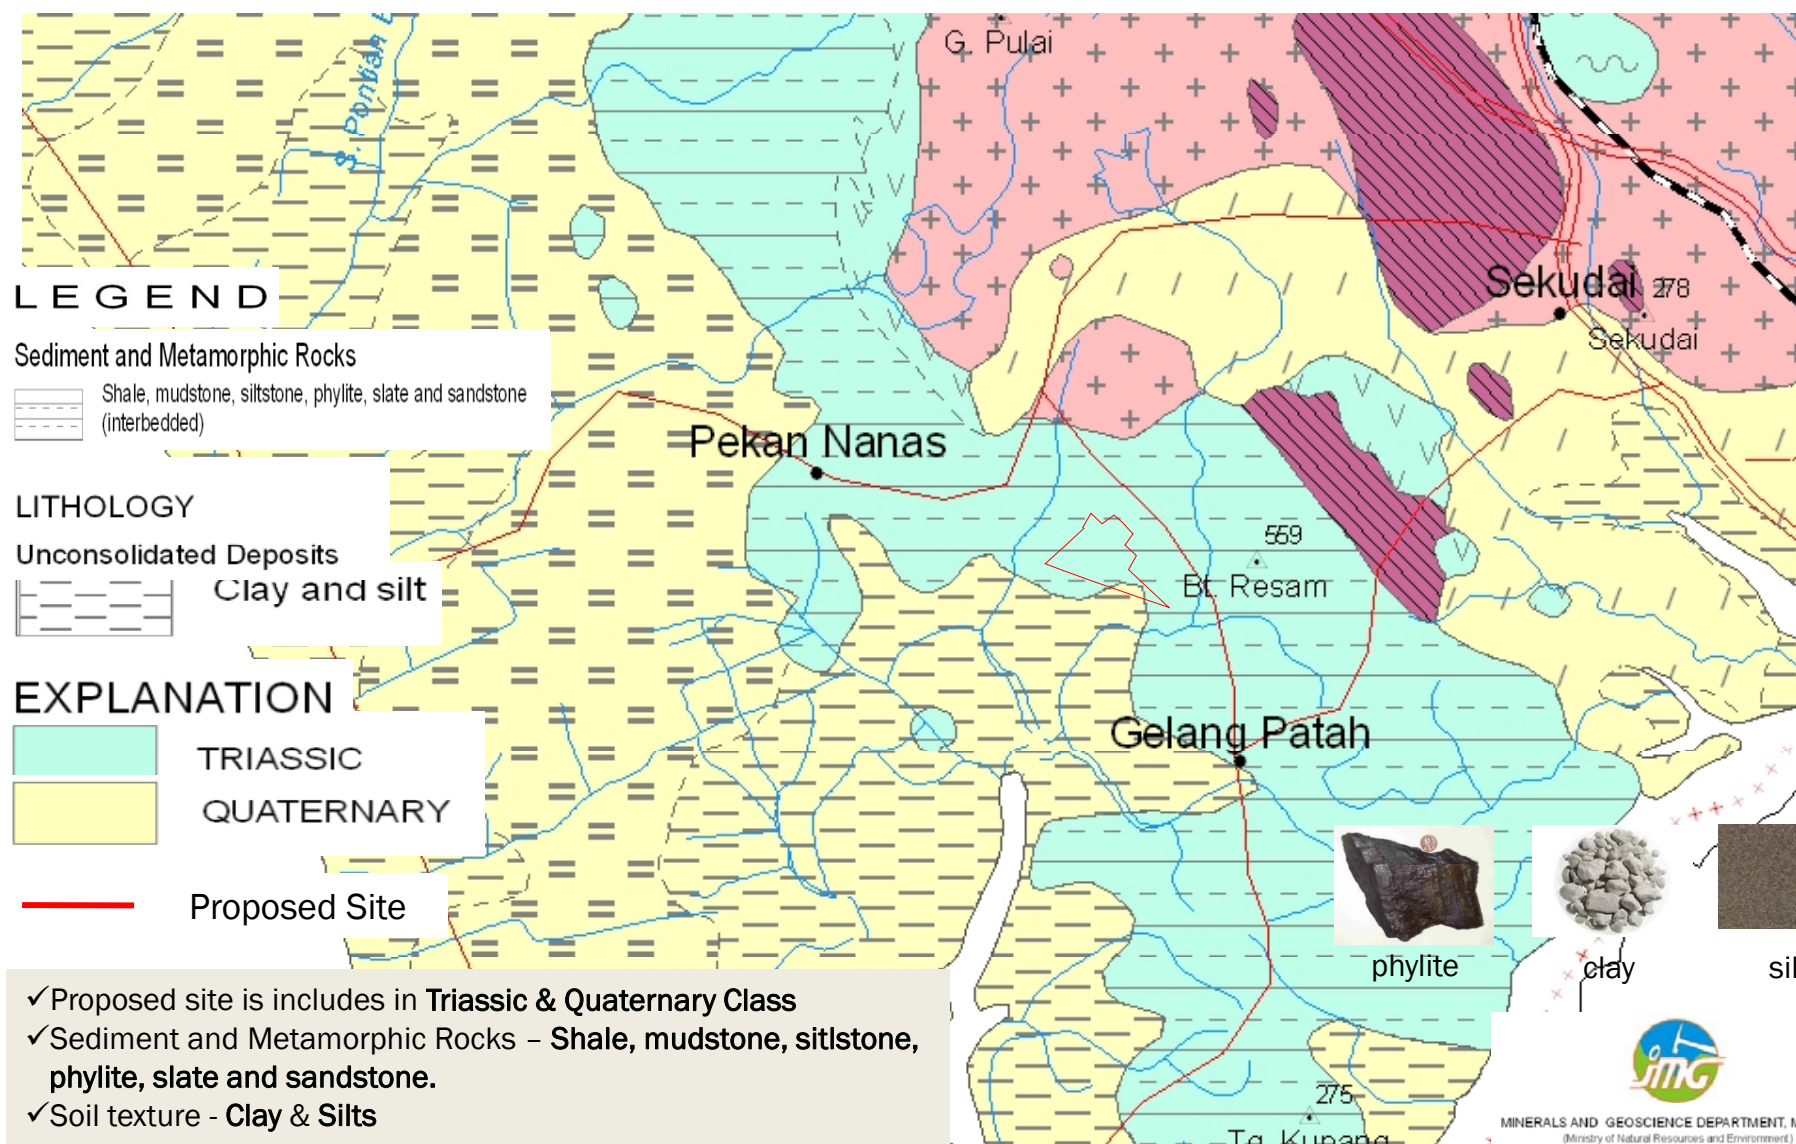 G. Pulai
S. Pontian
LEGEND
Sediment and Metamorphic Rocks
Shale, mudstone, siltstone, phylite, slate and sandstone
(interbedded)
Sekudai
278
Sekudai
Pekan Nanas
LITHOLOGY
Unconsolidated Deposits
Clay and silt
559
Bt. Resam
EXPLANATION
TRIASSIC
QUATERNARY
Gelang Patah
Proposed Site
phylite
clay
✓Proposed site is includes in Triassic & Quaternary Class
✓Sediment and Metamorphic Rocks – Shale, mudstone, sitlstone,
phylite, slate and sandstone.
✓Soil texture - Clay & Silts
275
Tg. Kupang
JMG
MINERALS AND GEOSCIENCE DEPARTMENT,
(Ministry of Natural Resources and Environment)